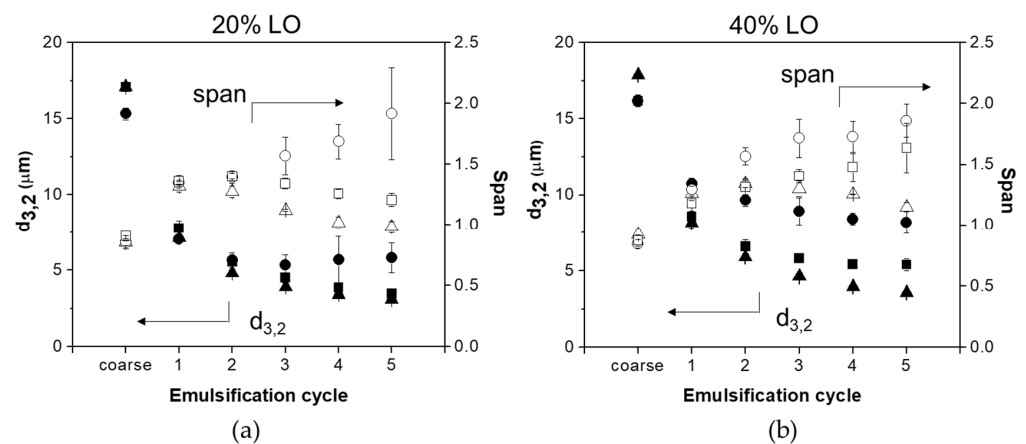 20% LO
20
15
10
5
0
d3,2 (µm)
2.5
2.0
1.5
1.0
0.5
0.0
Span
span
d3,2
coarse 1 2 3 4 5
Emulsification cycle
(a)
40% LO
20
15
10
5
0
d3,2 (µm)
2.5
2.0
1.5
1.0
0.5
0.0
Span
span
d3,2
coarse 1 2 3 4 5
Emulsification cycle
(b)